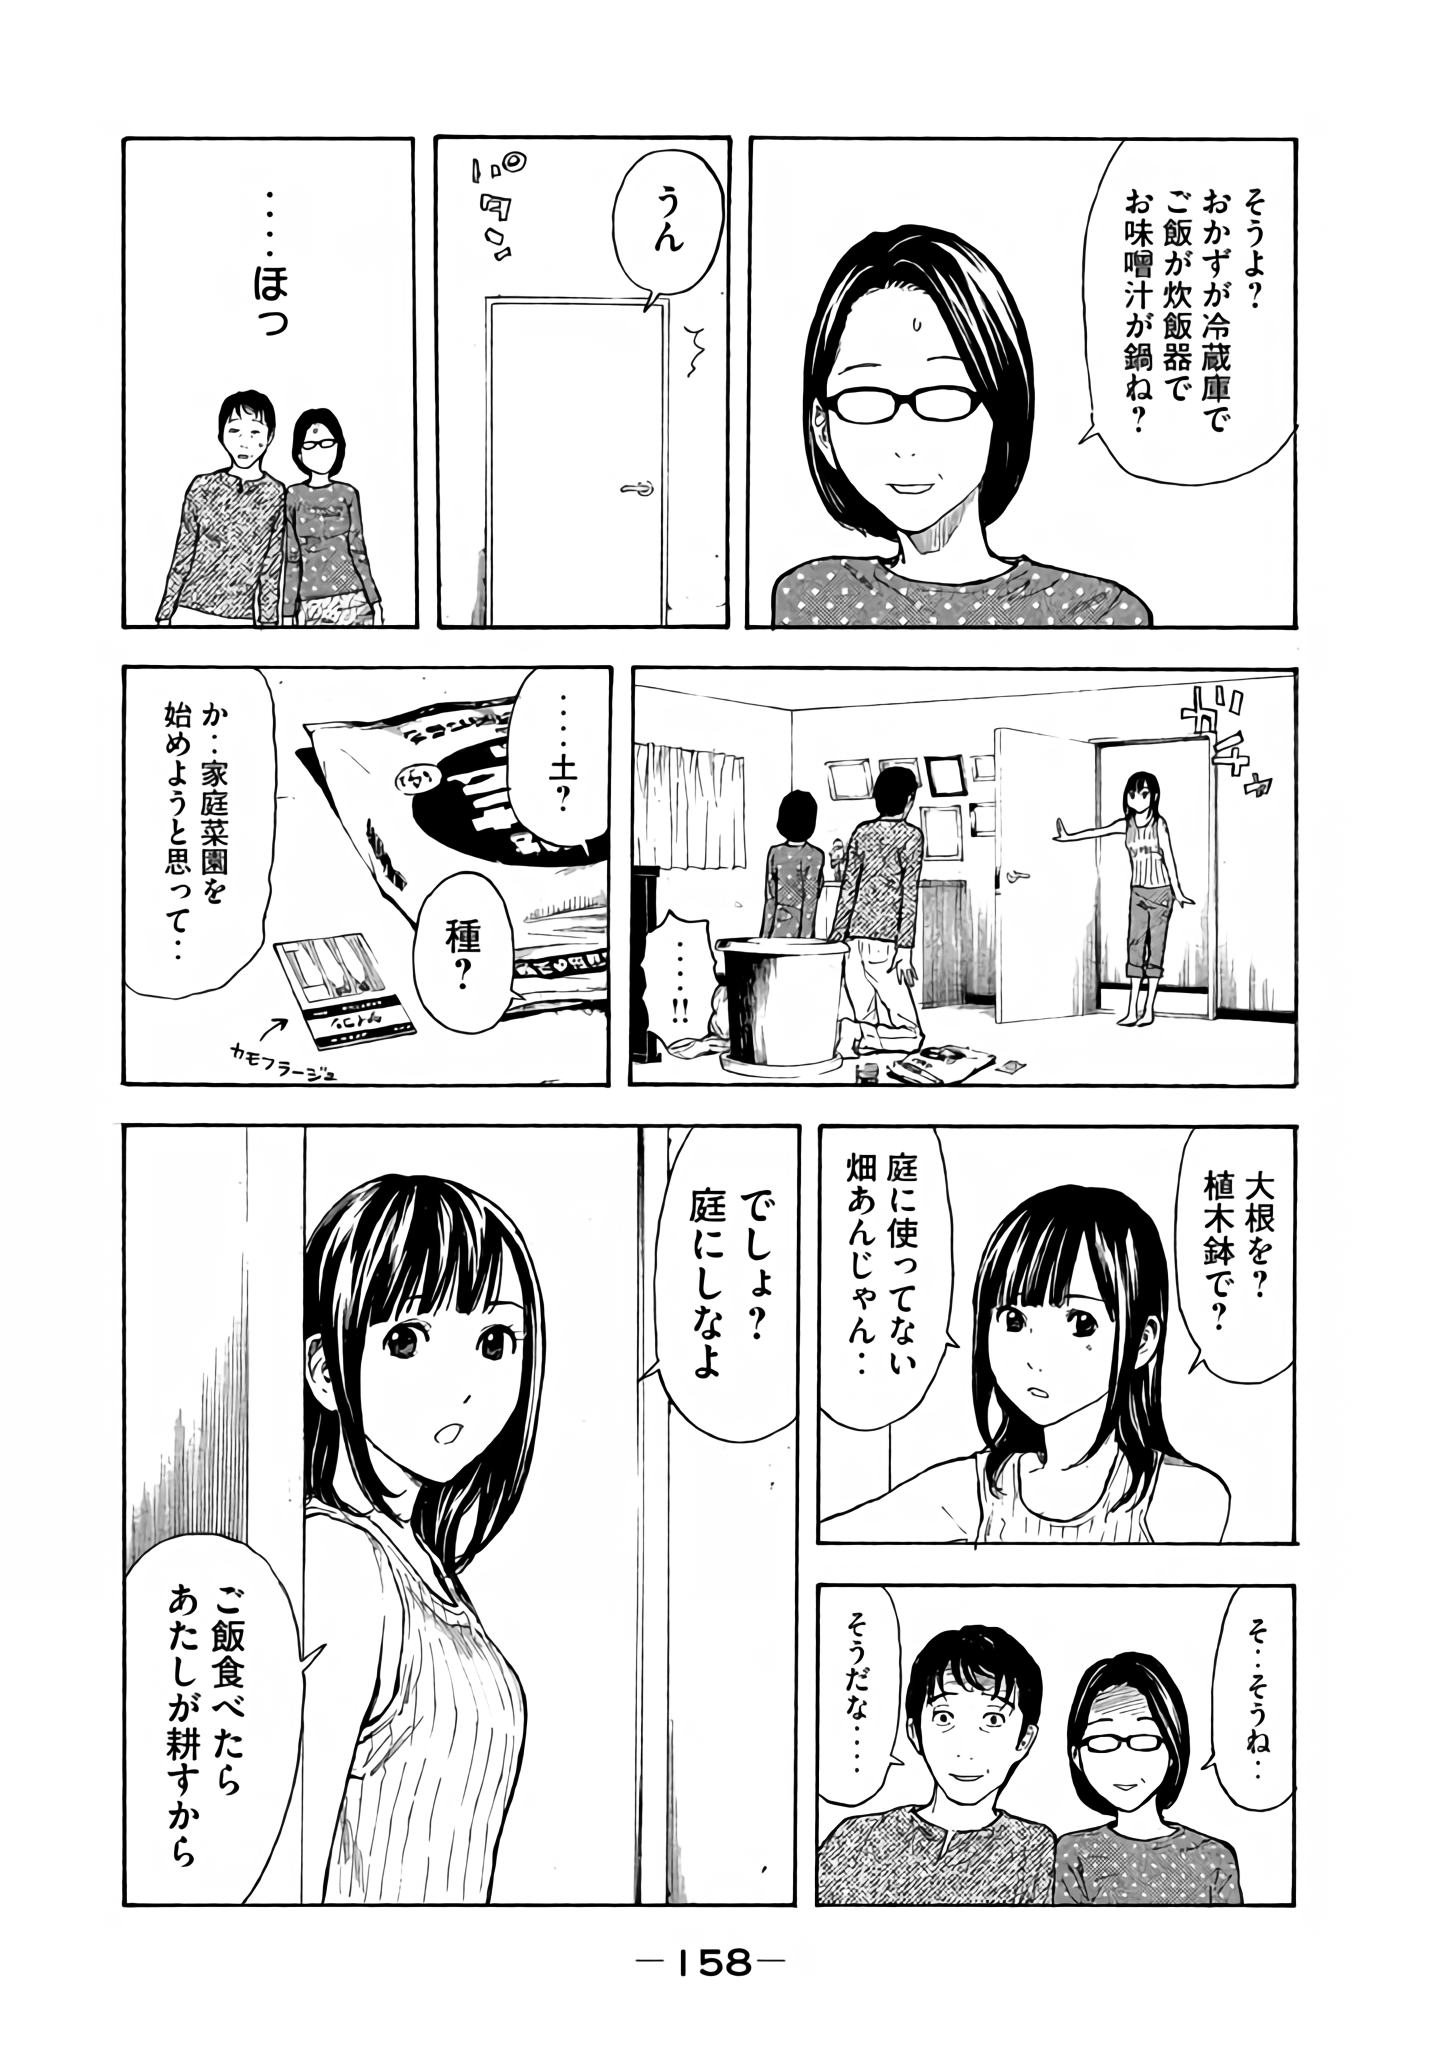 そうよ?
おかずが冷蔵庫で
ご飯が炊飯器で
お味噌汁が鍋ね?
うん
パタン
‥‥ほっ
ガチャッ
‥‥!!
‥‥土?
種?
か‥家庭菜園を
始めようと思って‥
カモフラージュ
大根を?
植木鉢で?
庭に使ってない
畑あんじゃん‥
そ‥そうね‥
そうだな‥‥
でしょ?
庭にしなよ
ご飯食べたら
あたしが耕すから
―158―